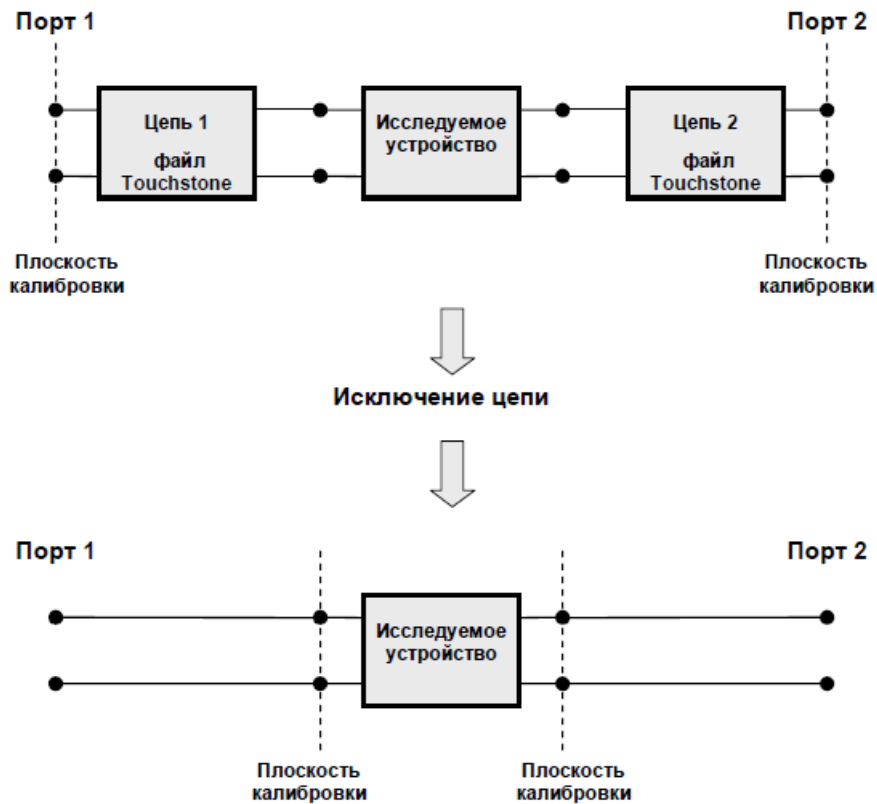 Порт 1
Порт 2
Цепь 1
файл
Touchstone
Исследуемое
устройство
Цепь 2
файл
Touchstone
Плоскость
калибровки
Плоскость
калибровки
Исключение цепи
Порт 1
Порт 2
Исследуемое
устройство
Плоскость
калибровки
Плоскость
калибровки